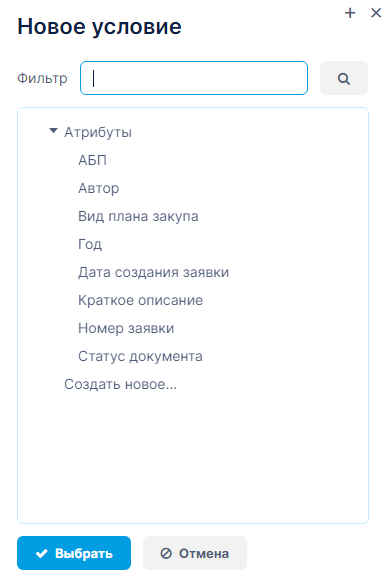 Новое условие
Фильтр
Атрибуты
АБП
Автор
Вид плана закупа
Год
Дата создания заявки
Краткое описание
Номер заявки
Статус документа
Создать новое...
Выбрать Отмена